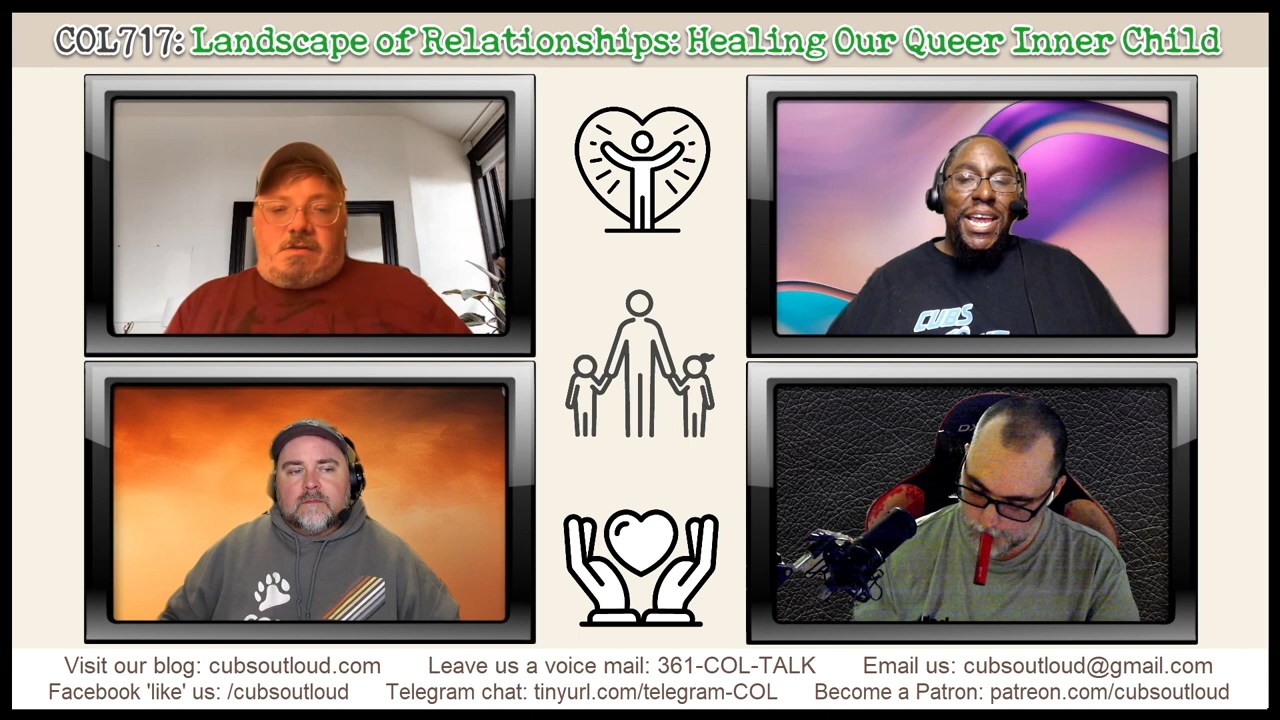 COL717: Landscape of Relationships: Healing Our Queer Inner Child
CUBS
DX
Visit our blog: cubsoutloud.com Leave us a voice mail: 361-COL-TALK Email us: cubsoutloud@gmail.com
Facebook 'like' us: /cubsoutloud Telegram chat: tinyurl.com/telegram-COL Become a Patron: patreon.com/cubsoutloud